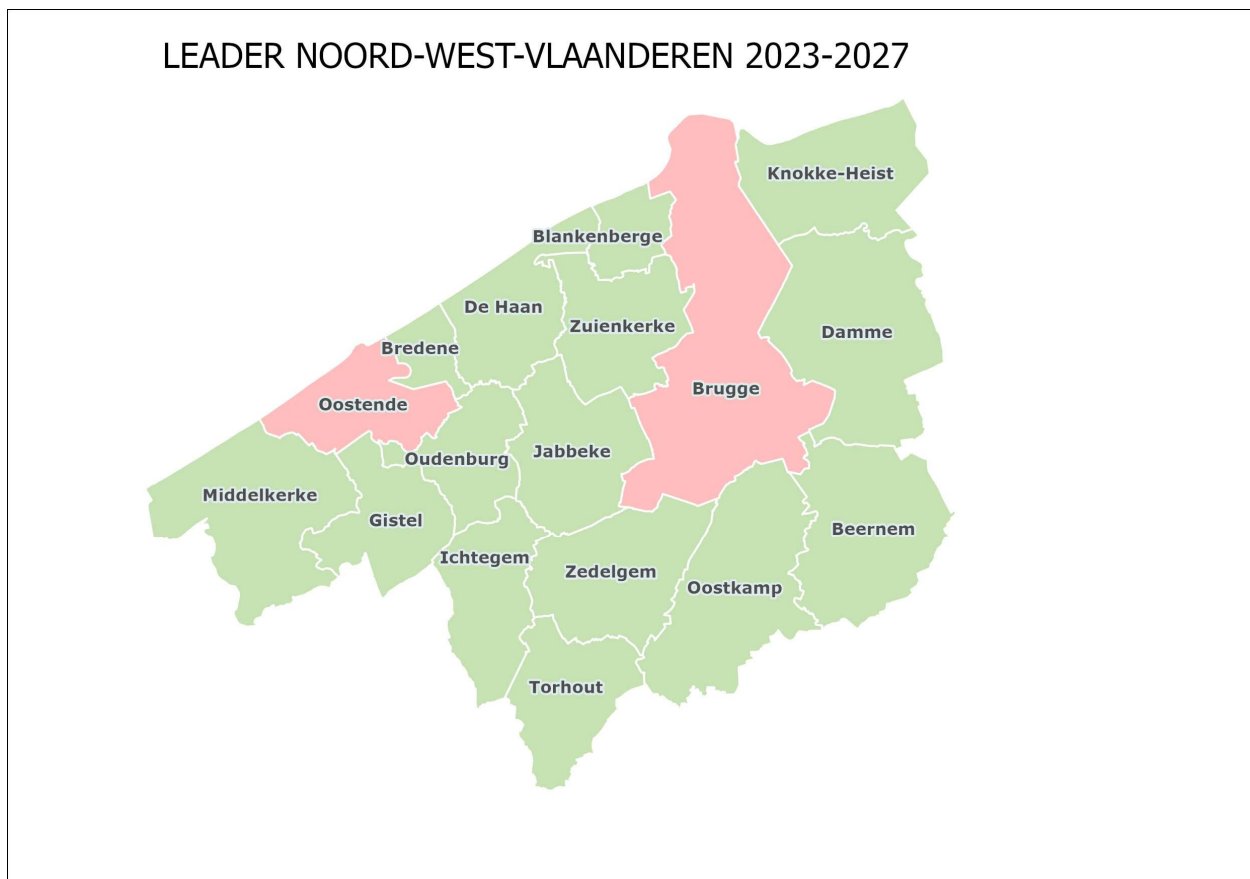 LEADER NOORD-WEST-VLAANDEREN 2023-2027
Knokke-Heist
Blankenberge
De Haan
Zuienkerke
Damme
Bredene
Brugge
Oostende
Jabbeke
Oudenburg
Middelkerke
Gistel
Beernem
Ichtegem
Zedelgem
Oostkamp
Torhout